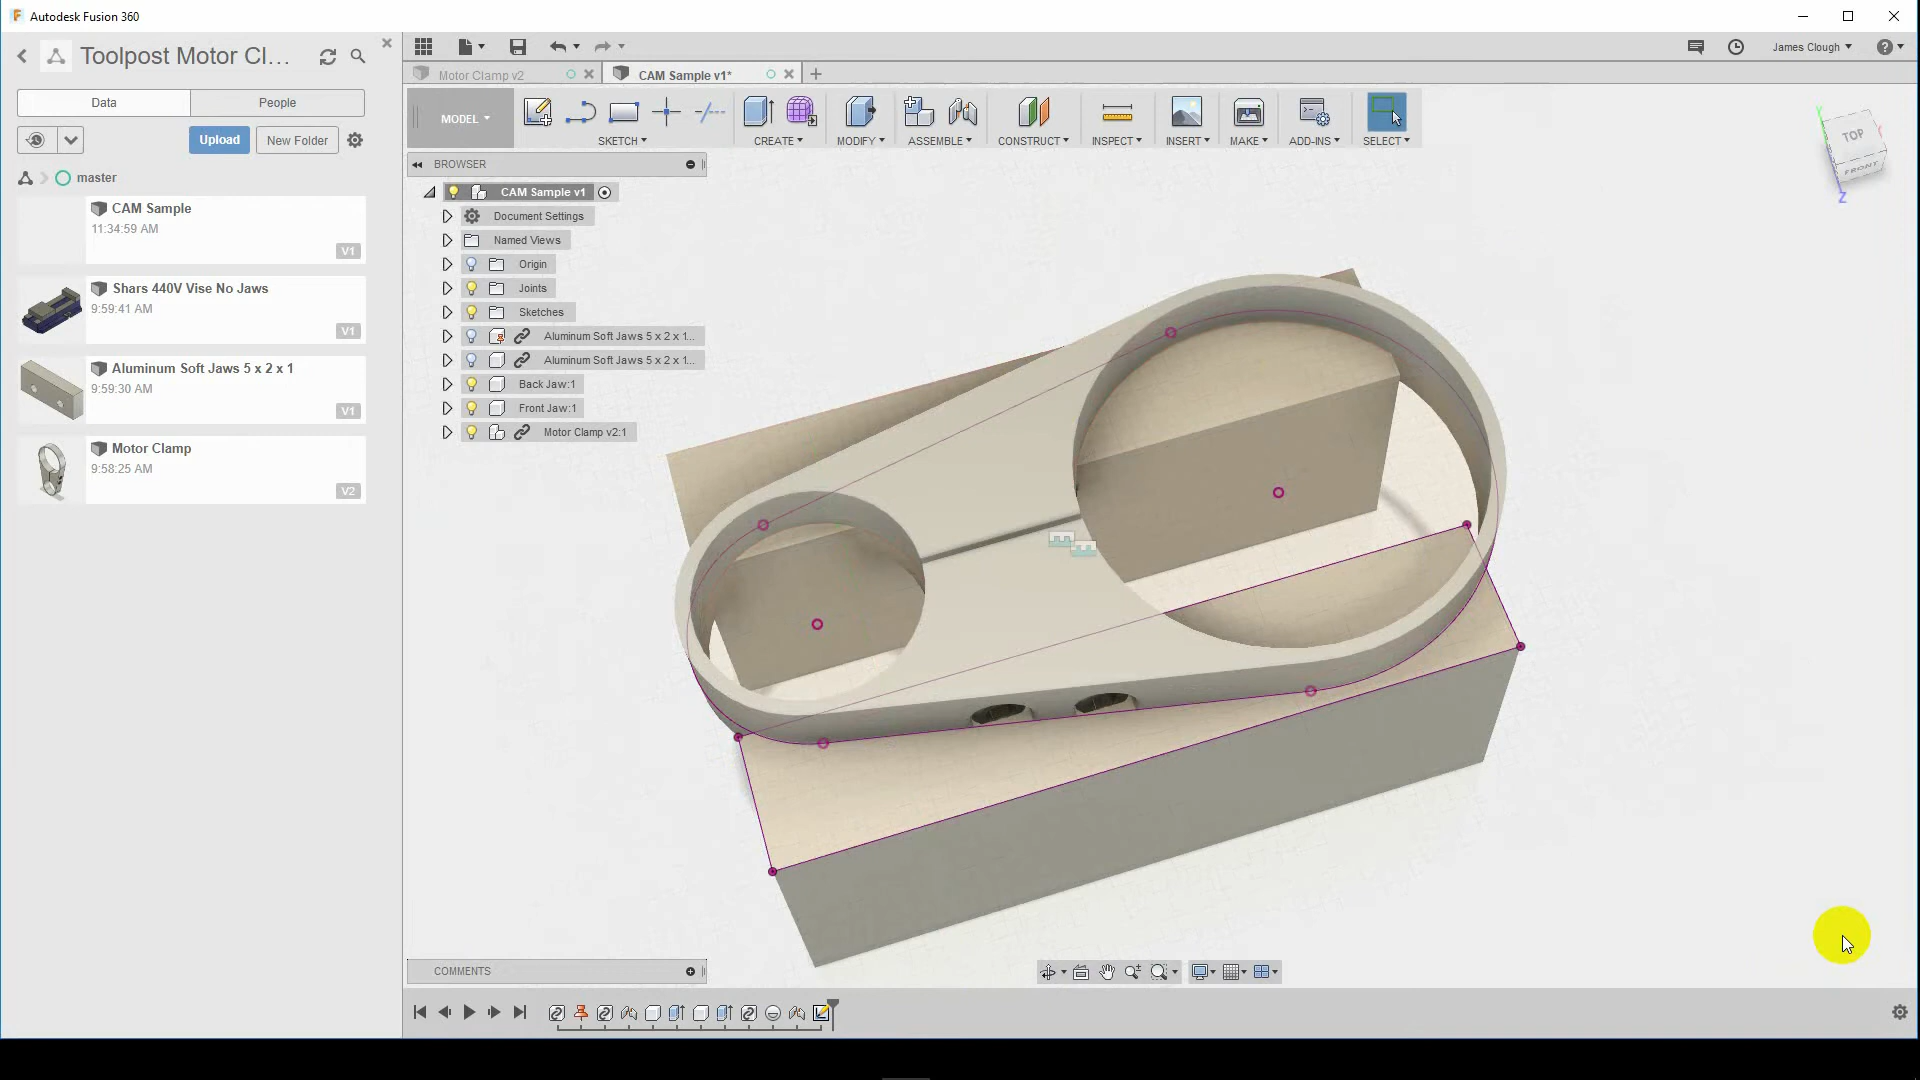 Autodesk Fusion 360
Toolpost Motor Cl...
James Clough
Motor Clamp v2
CAM Sample v1*
Data
People
MODEL
SKETCH
CREATE
MODIFY
ASSEMBLE
CONSTRUCT
INSPECT
INSERT
MAKE
ADD-INS
SELECT
Upload
New Folder
TOP
FRONT
Y
Z
BROWSER
master
CAM Sample v1
CAM Sample
11:34:59 AM
V1
Document Settings
Named Views
Origin
Joints
Sketches
Shars 440V Vise No Jaws
9:59:41 AM
V1
Aluminum Soft Jaws 5 x 2 x 1...
Aluminum Soft Jaws 5 x 2 x 1...
Back Jaw:1
Front Jaw:1
Motor Clamp v2:1
Aluminum Soft Jaws 5 x 2 x 1
9:59:30 AM
V1
Motor Clamp
9:58:25 AM
V2
COMMENTS